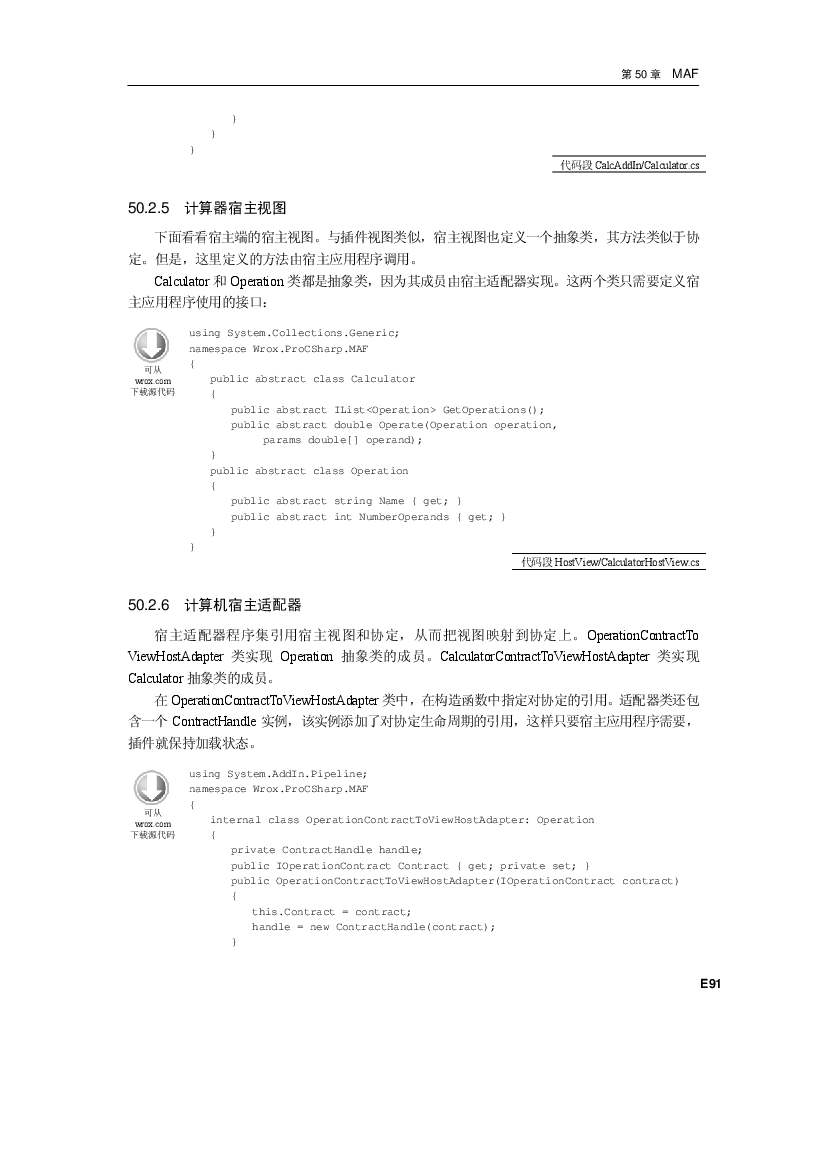 第 50 章 MAF
}
}
}
代码段 CalcAddIn/Calculator.cs
50.2.5 计算器宿主视图
下面看看宿主端的宿主视图。与插件视图类似，宿主视图也定义一个抽象类，其方法类似于协
定。但是，这里定义的方法由宿主应用程序调用。
Calculator 和 Operation 类都是抽象类，因为其成员由宿主适配器实现。这两个类只需要定义宿
主应用程序使用的接口：
可从
wrox.com
下载源代码
using System.Collections.Generic;
namespace Wrox.ProCSharp.MAF
{
public abstract class Calculator
{
public abstract IList<Operation> GetOperations();
public abstract double Operate(Operation operation,
params double[] operand);
}
public abstract class Operation
{
public abstract string Name { get; }
public abstract int NumberOperands { get; }
}
}
代码段 HostView/CalculatorHostView.cs
50.2.6 计算机宿主适配器
宿主适配器程序集引用宿主视图和协定，从而把视图映射到协定上。OperationContractTo
ViewHostAdapter 类实现 Operation 抽象类的成员。CalculatorContractToViewHostAdapter 类实现
Calculator 抽象类的成员。
在 OperationContractToViewHostAdapter 类中，在构造函数中指定对协定的引用。适配器类还包
含一个 ContractHandle 实例，该实例添加了对协定生命周期的引用，这样只要宿主应用程序需要，
插件就保持加载状态。
可从
wrox.com
下载源代码
using System.AddIn.Pipeline;
namespace Wrox.ProCSharp.MAF
{
internal class OperationContractToViewHostAdapter: Operation
{
private ContractHandle handle;
public IOperationContract Contract { get; private set; }
public OperationContractToViewHostAdapter(IOperationContract contract)
{
this.Contract = contract;
handle = new ContractHandle(contract);
}
E91